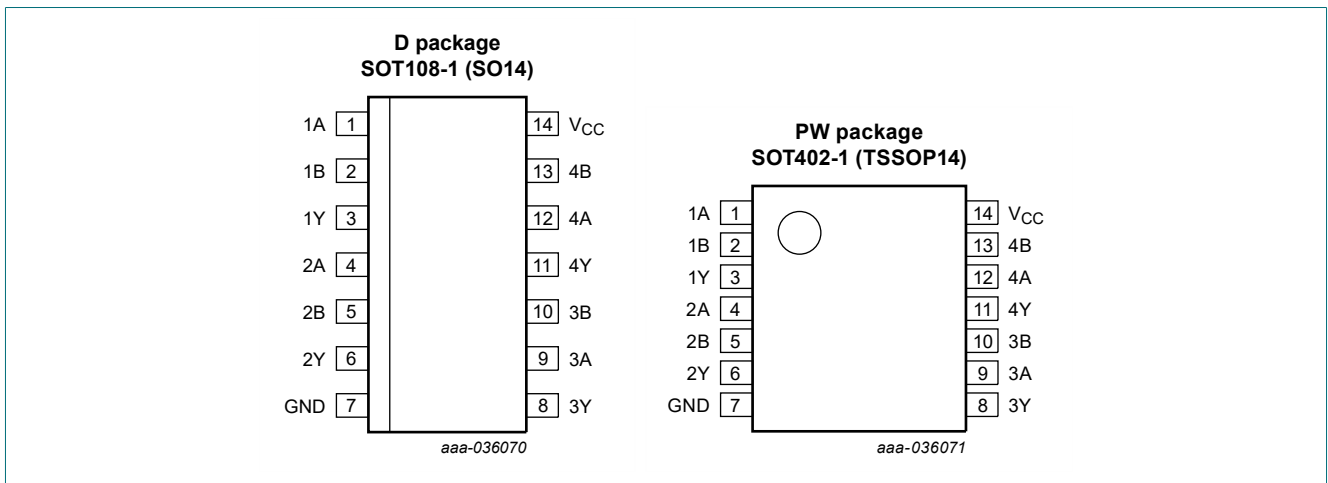 D package
SOT108-1 (SO14)
1A 1 14 VCC
1B 2 13 4B
1Y 3 12 4A
2A 4 11 4Y
2B 5 10 3B
2Y 6 9 3A
GND 7 8 3Y
aaa-036070
PW package
SOT402-1 (TSSOP14)
1A 1 14 VCC
1B 2 13 4B
1Y 3 12 4A
2A 4 11 4Y
2B 5 10 3B
2Y 6 9 3A
GND 7 8 3Y
aaa-036071